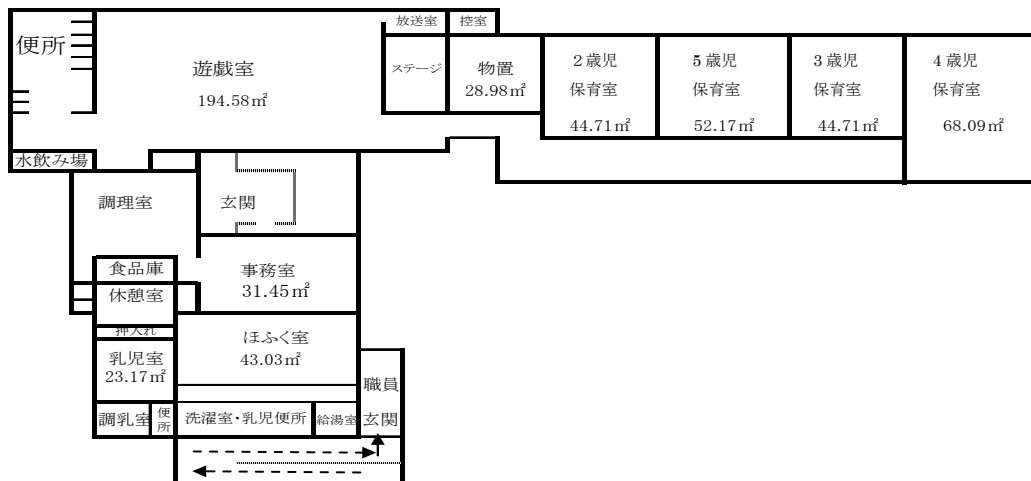 放送室
控室
便所
遊戯室
194.58㎡
ステージ
物置
28.98㎡
2歳児
保育室
44.71㎡
5歳児
保育室
52.17㎡
3歳児
保育室
44.71㎡
4歳児
保育室
68.09㎡
水飲み場
調理室
玄関
食品庫
休憩室
事務室
31.45㎡
押入れ
ほふく室
43.03㎡
乳児室
23.17㎡
職員
玄関
調乳室
便
所
洗濯室・乳児便所
給湯室